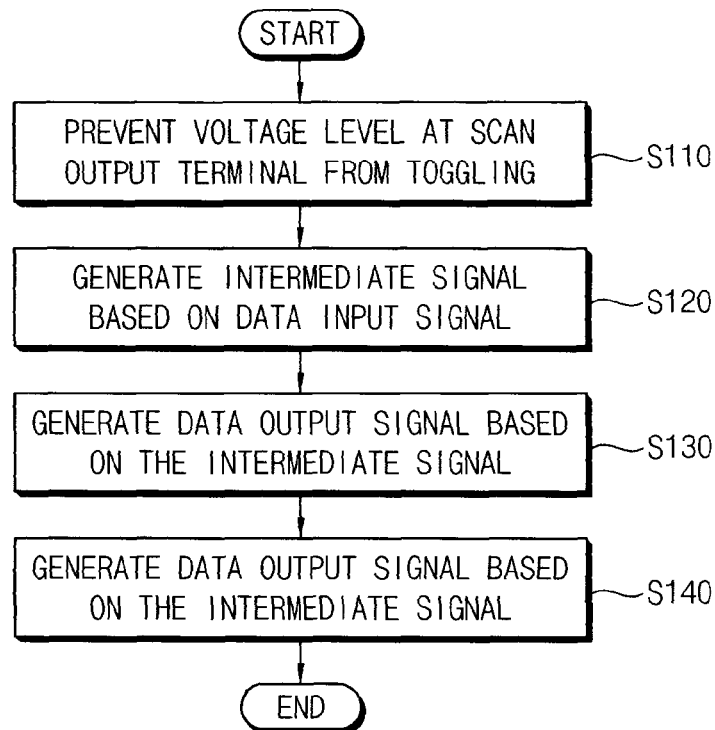 START
PREVENT VOLTAGE LEVEL AT SCAN
OUTPUT TERMINAL FROM TOGGLING
S110
GENERATE INTERMEDIATE SIGNAL
BASED ON DATA INPUT SIGNAL
S120
GENERATE DATA OUTPUT SIGNAL BASED
ON THE INTERMEDIATE SIGNAL
S130
GENERATE DATA OUTPUT SIGNAL BASED
ON THE INTERMEDIATE SIGNAL
S140
END